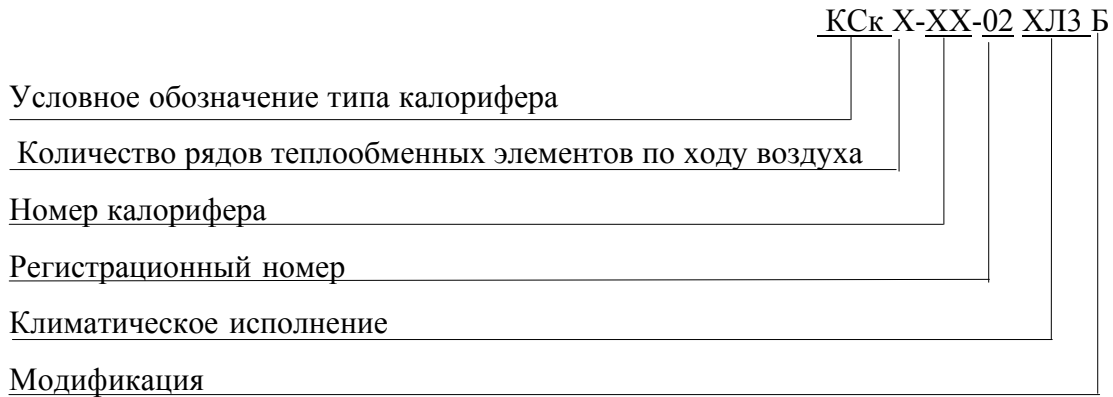 КСк Х-ХХ-02 ХЛ3 Б
Условное обозначение типа калорифера
Количество рядов теплообменных элементов по ходу воздуха
Номер калорифера
Регистрационный номер
Климатическое исполнение
Модификация